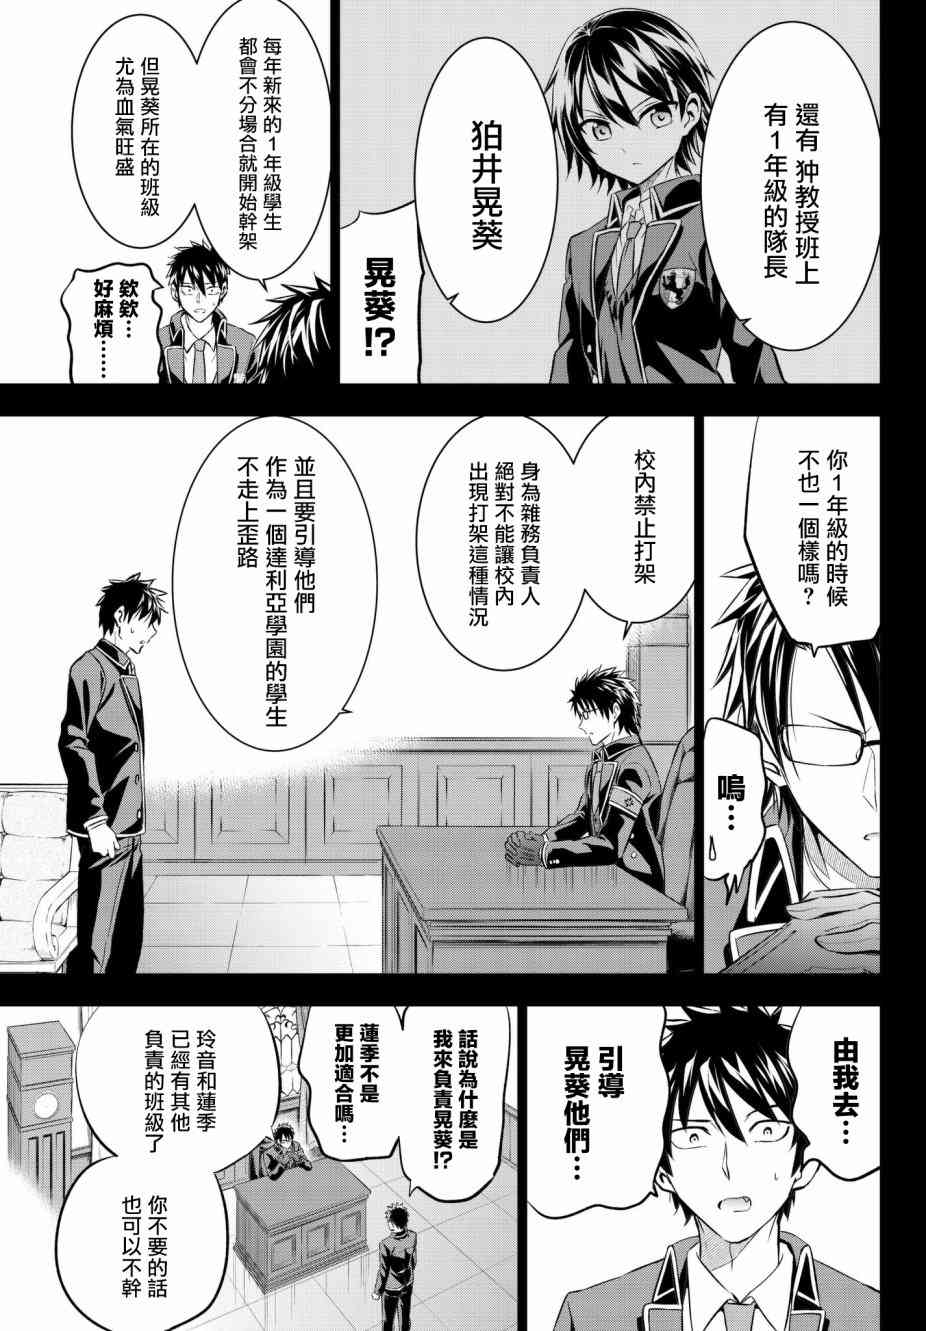 還有 狆教授班上
有1年級的隊長
狛井晃葵
晃葵!?
每年新來的1年級學生
都會不分場合就開始幹架
但晃葵所在的班級
尤為血氣旺盛
欸欸…
好麻煩……
你1年級的時候
不也一個樣嗎?
嗚…
校內禁止打架
身為雜務負責人
絕對不能讓校內
出現打架這種情況
並且要引導他們
作為一個達利亞學園的學生
不走上歪路
由我去…
引導
晃葵他們…
話說為什麼是
我來負責晃葵!?
蓮季不是
更加適合嗎…
玲音和蓮季
已經有其他
負責的班級了
你不要的話
也可以不幹